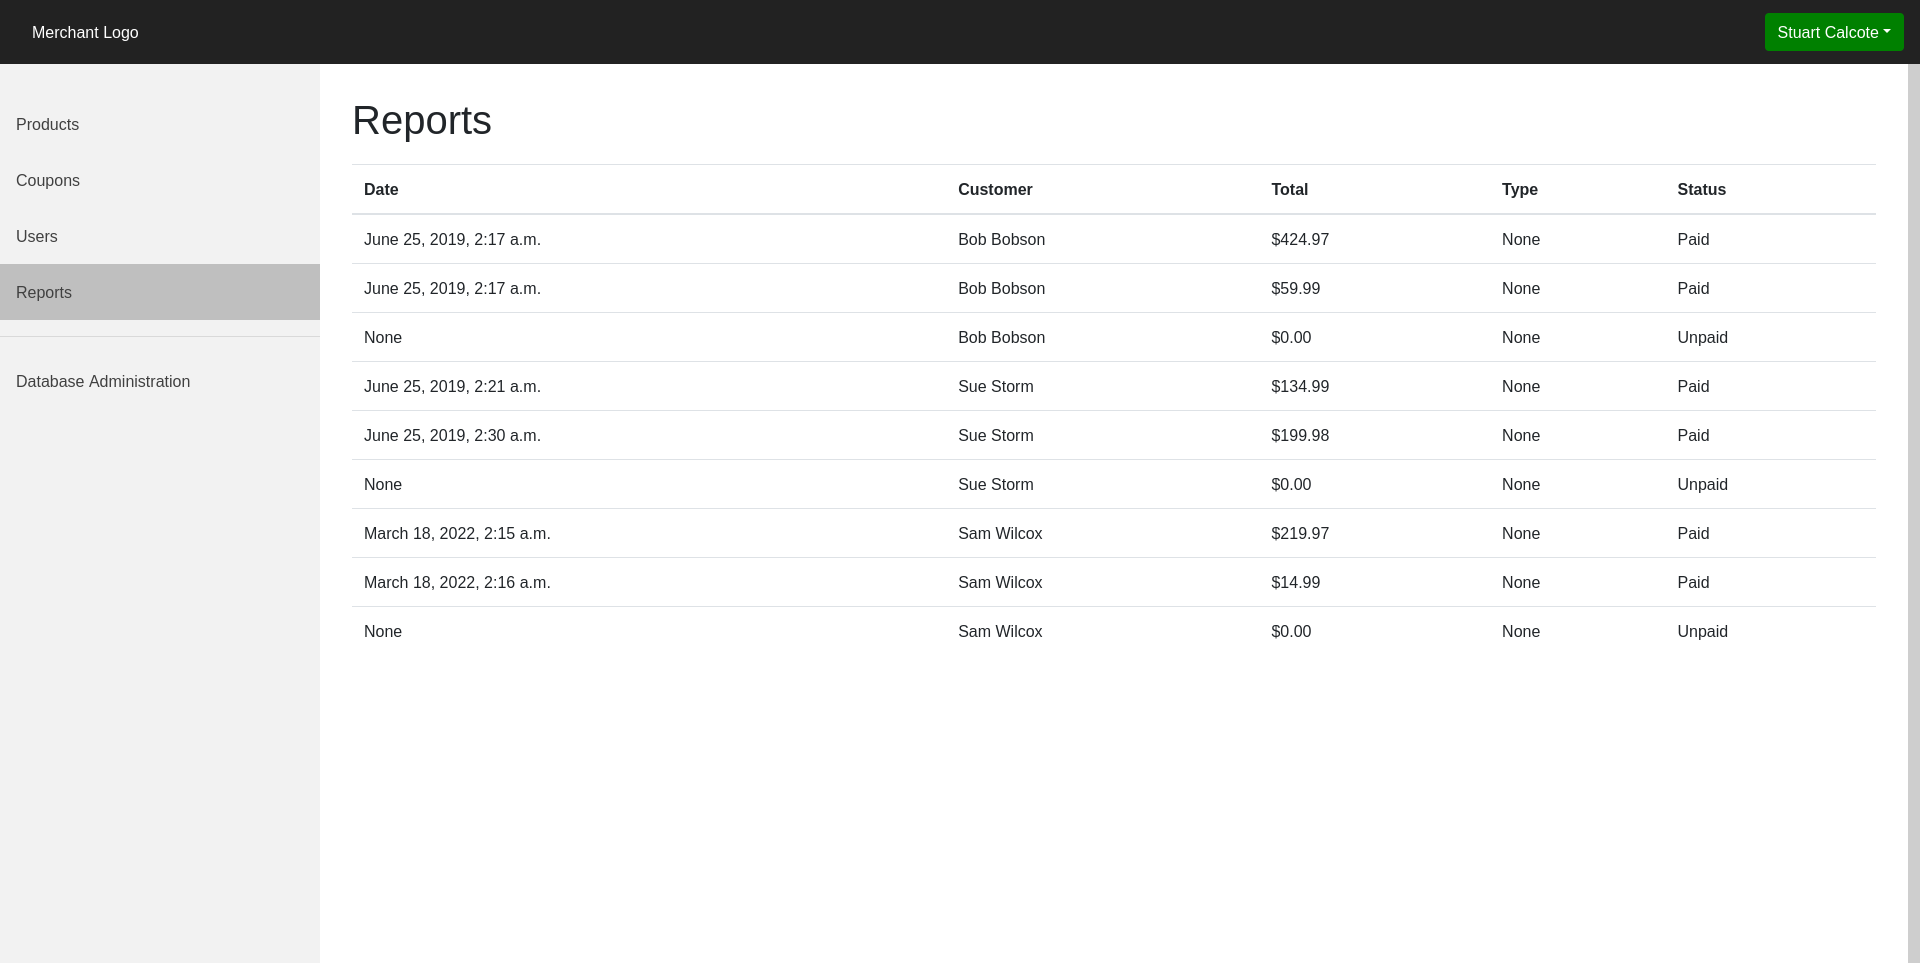 Merchant Logo
Stuart Calcote
Products
Coupons
Users
Reports
Database Administration
Reports
Date Customer Total Type Status
June 25, 2019, 2:17 a.m. Bob Bobson $424.97 None Paid
June 25, 2019, 2:17 a.m. Bob Bobson $59.99 None Paid
None Bob Bobson $0.00 None Unpaid
June 25, 2019, 2:21 a.m. Sue Storm $134.99 None Paid
June 25, 2019, 2:30 a.m. Sue Storm $199.98 None Paid
None Sue Storm $0.00 None Unpaid
March 18, 2022, 2:15 a.m. Sam Wilcox $219.97 None Paid
March 18, 2022, 2:16 a.m. Sam Wilcox $14.99 None Paid
None Sam Wilcox $0.00 None Unpaid